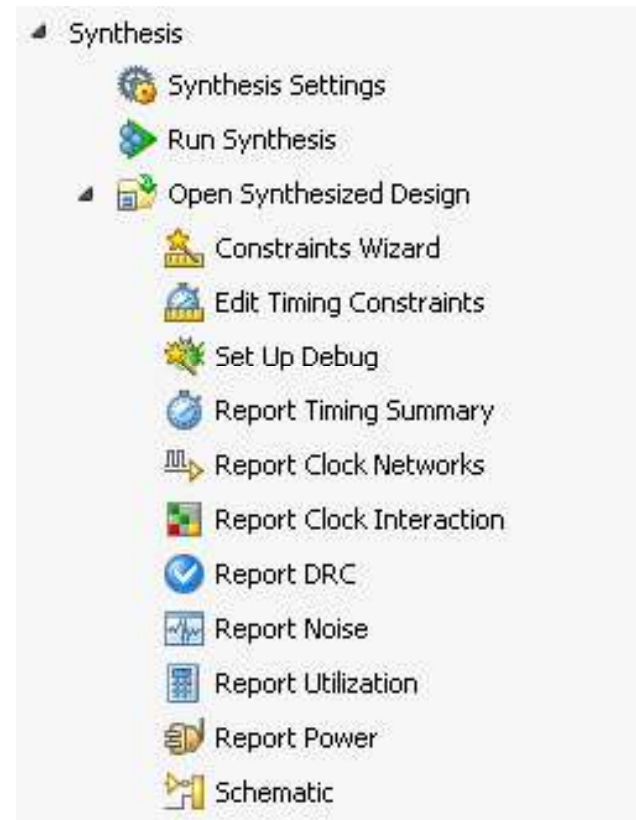 Synthesis
Synthesis Settings
Run Synthesis
Open Synthesized Design
Constraints Wizard
Edit Timing Constraints
Set Up Debug
Report Timing Summary
Report Clock Networks
Report Clock Interaction
Report DRC
Report Noise
Report Utilization
Report Power
Schematic